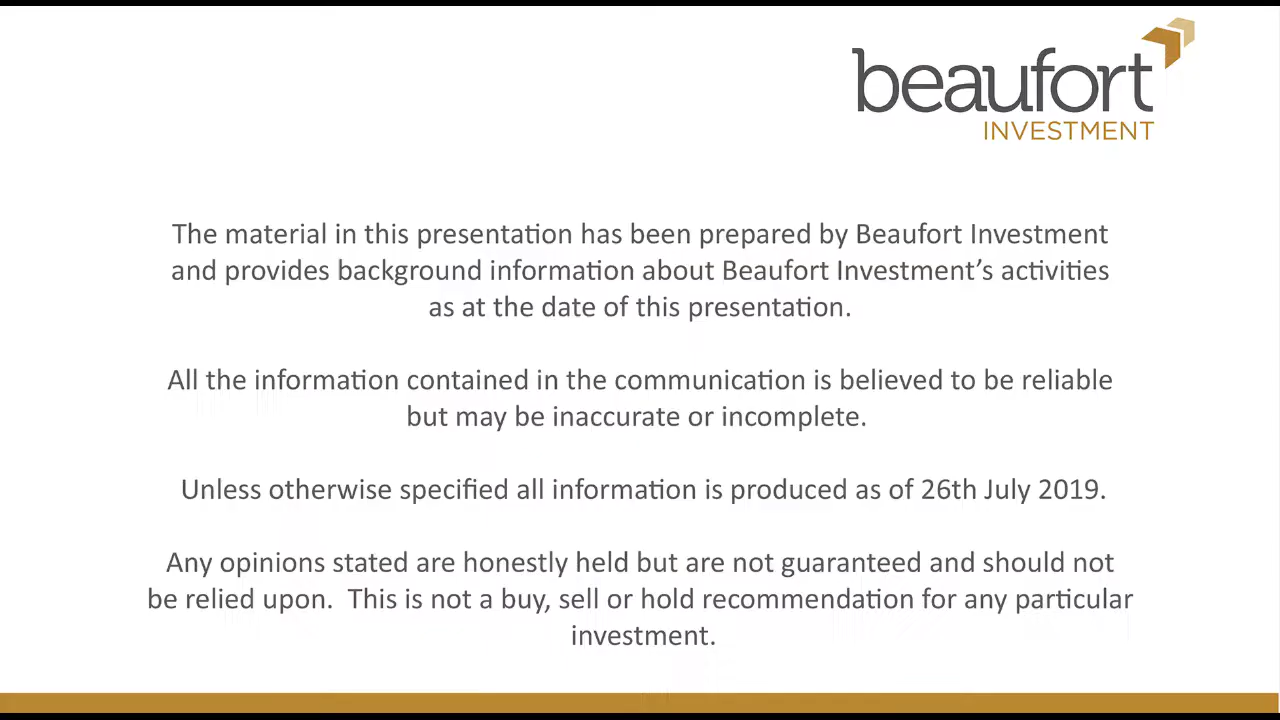 beaufort
INVESTMENT
The material in this presentation has been prepared by Beaufort Investment
and provides background information about Beaufort Investment’s activities
as at the date of this presentation.
All the information contained in the communication is believed to be reliable
but may be inaccurate or incomplete.
Unless otherwise specified all information is produced as of 26th July 2019.
Any opinions stated are honestly held but are not guaranteed and should not
be relied upon.  This is not a buy, sell or hold recommendation for any particular
investment.